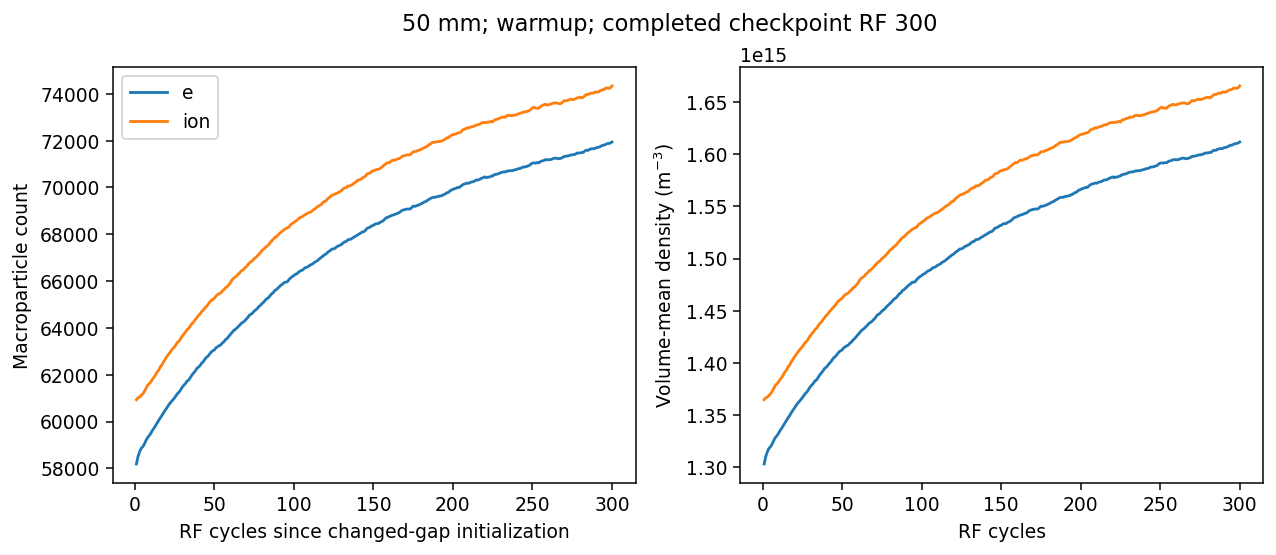 50 mm; warmup; completed checkpoint RF 300
1e15
e
ion
74000
72000
70000
68000
66000
64000
62000
60000
58000
Macroparticle count
0 50 100 150 200 250 300
RF cycles since changed-gap initialization
1.65
1.60
1.55
1.50
1.45
1.40
1.35
1.30
Volume-mean density (m⁻³)
0 50 100 150 200 250 300
RF cycles